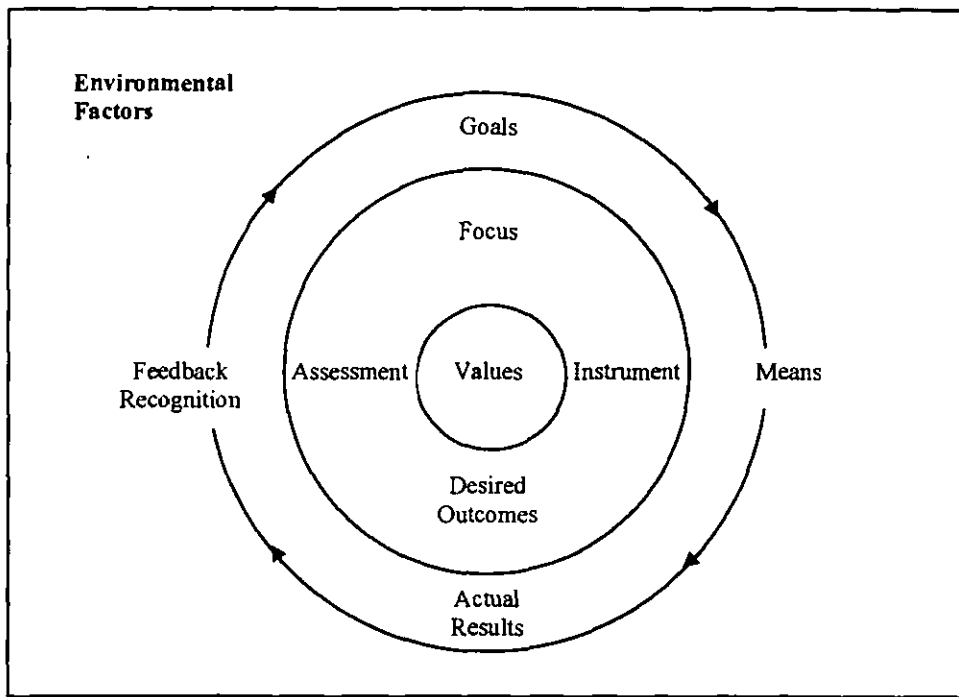 Environmental
Factors
Goals
Focus
Feedback
Recognition
Assessment
Values
Instrument
Means
Desired
Outcomes
Actual
Results